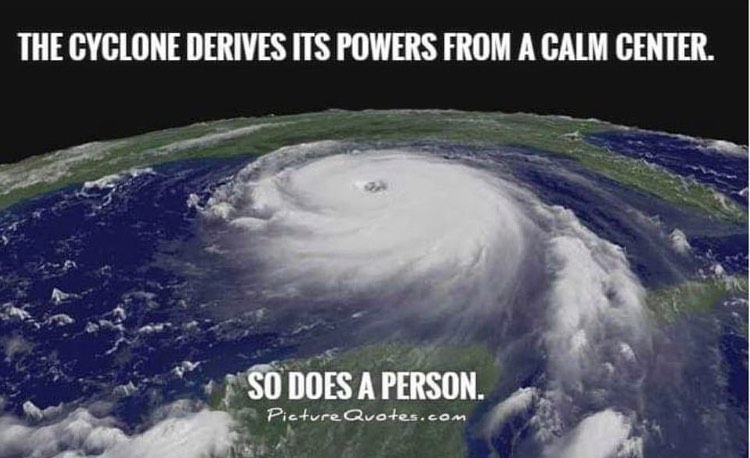 THE CYCLONE DERIVES ITS POWERS FROM A CALM CENTER.
SO DOES A PERSON.
PictureQuotes.com